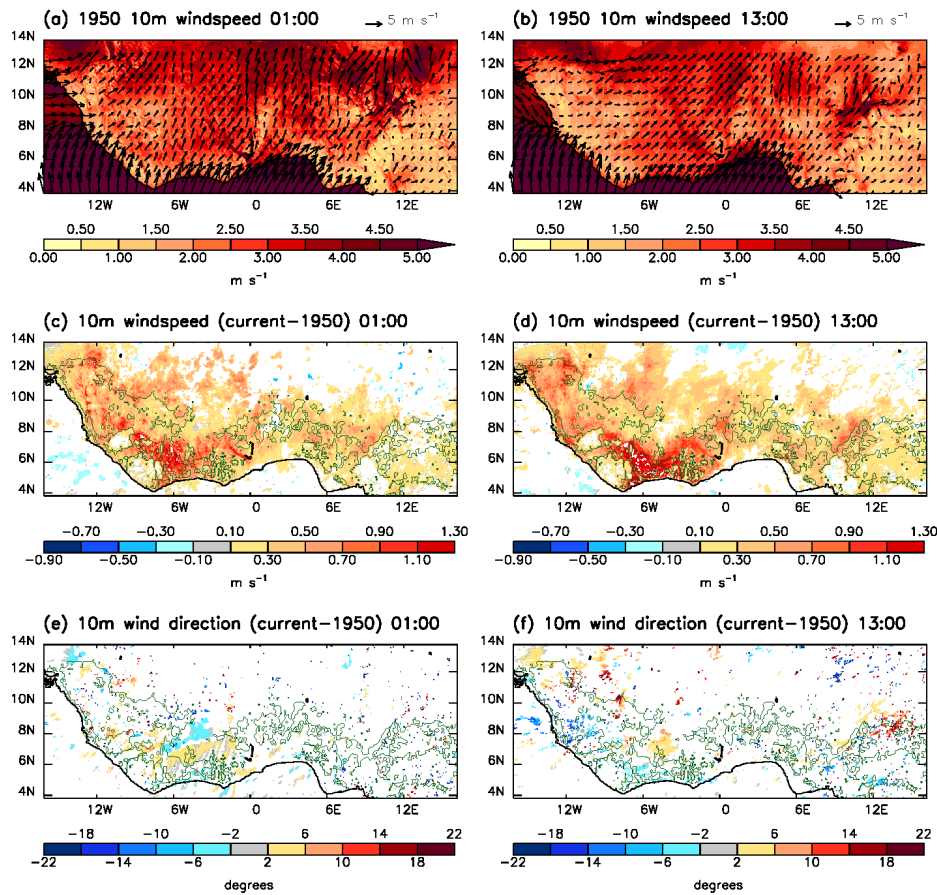 (a) 1950 10m windspeed 01:00
5 m s⁻¹
14N
12N
10N
8N
6N
4N
12W 6W 0 6E 12E
0.50 1.50 2.50 3.50 4.50
0.00 1.00 2.00 3.00 4.00 5.00
m s⁻¹
(b) 1950 10m windspeed 13:00
5 m s⁻¹
14N
12N
10N
8N
6N
4N
12W 6W 0 6E 12E
0.50 1.50 2.50 3.50 4.50
0.00 1.00 2.00 3.00 4.00 5.00
m s⁻¹
(c) 10m windspeed (current−1950) 01:00
14N
12N
10N
8N
6N
4N
12W 6W 0 6E 12E
−0.70 −0.30 0.10 0.50 0.90 1.30
−0.90 −0.50 −0.10 0.30 0.70 1.10
m s⁻¹
(d) 10m windspeed (current−1950) 13:00
14N
12N
10N
8N
6N
4N
12W 6W 0 6E 12E
−0.70 −0.30 0.10 0.50 0.90 1.30
−0.90 −0.50 −0.10 0.30 0.70 1.10
m s⁻¹
(e) 10m wind direction (current−1950) 01:00
14N
12N
10N
8N
6N
4N
12W 6W 0 6E 12E
−18 −10 −2 6 14 22
−22 −14 −6 2 10 18
degrees
(f) 10m wind direction (current−1950) 13:00
14N
12N
10N
8N
6N
4N
12W 6W 0 6E 12E
−18 −10 −2 6 14 22
−22 −14 −6 2 10 18
degrees